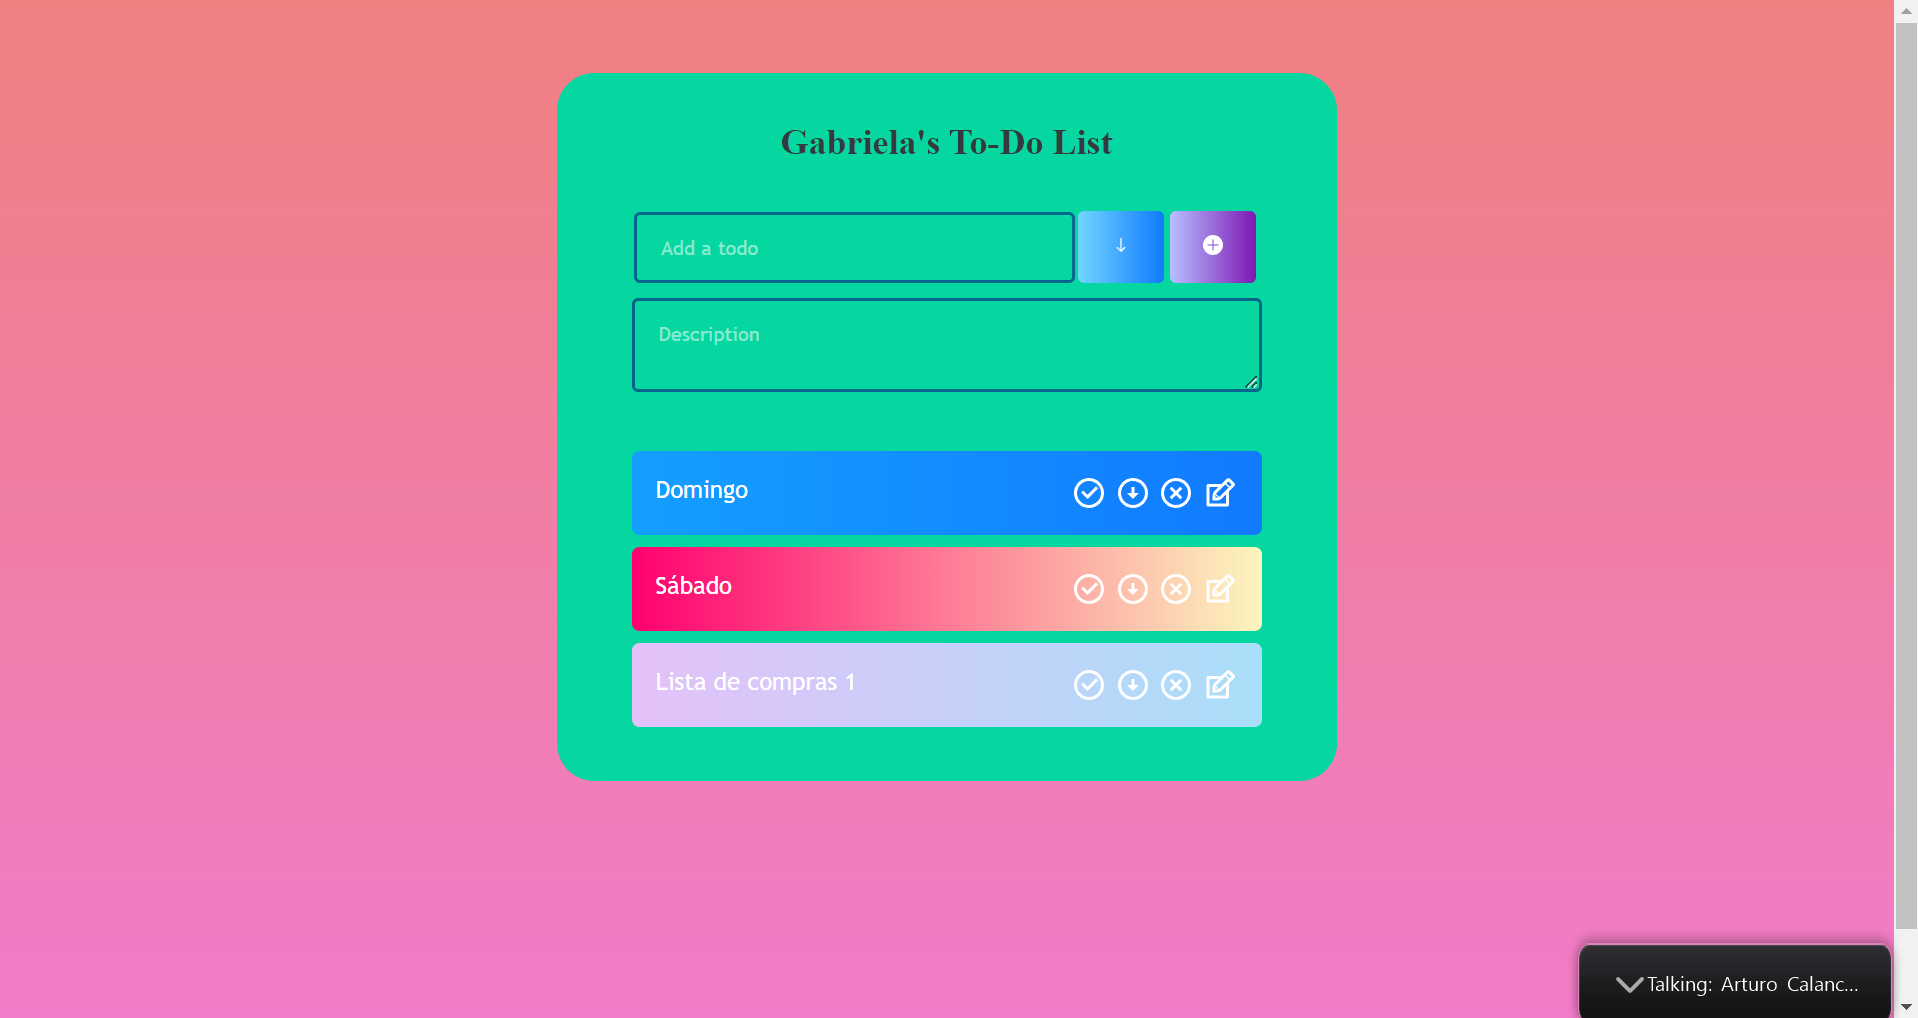 Gabriela's To-Do List
Add a todo
Description
Domingo
Sábado
Lista de compras 1
Talking: Arturo Calanc...